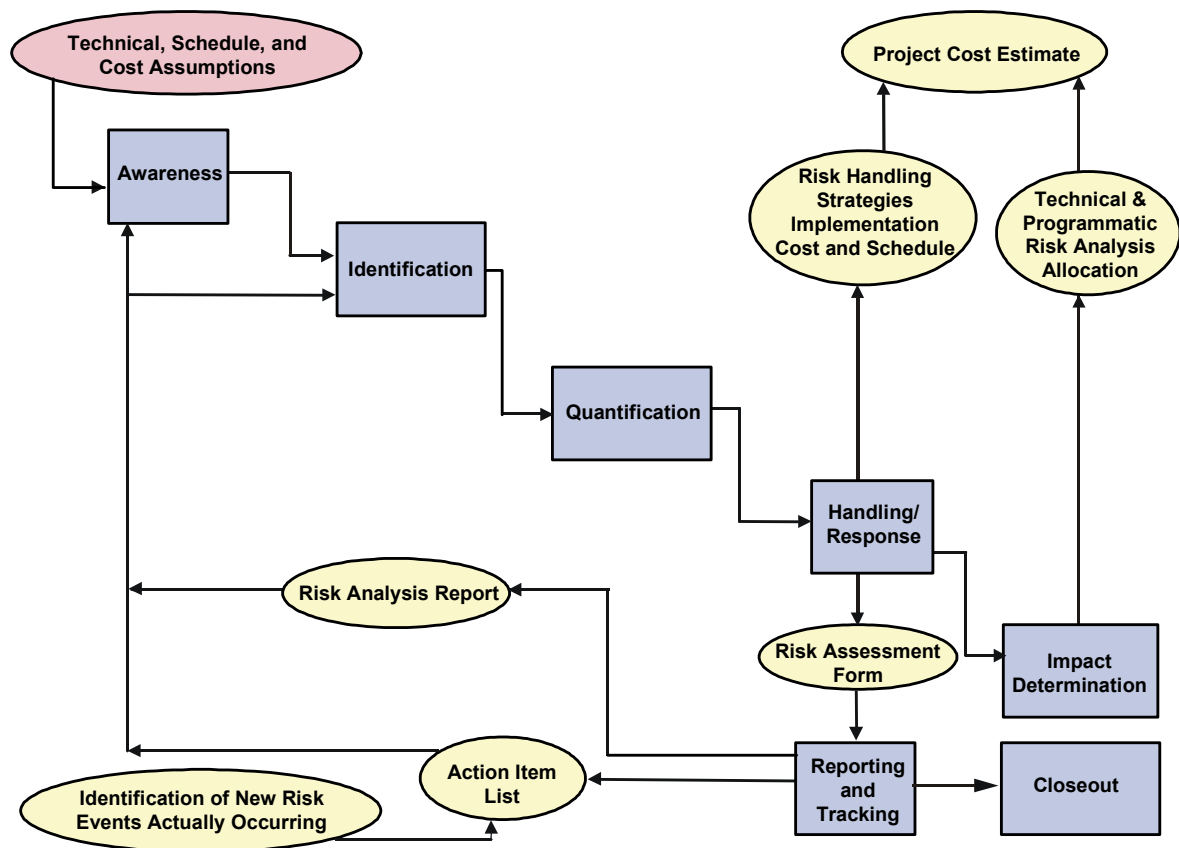 Technical, Schedule, and
Cost Assumptions
Project Cost Estimate
Awareness
Risk Handling
Strategies
Implementation
Cost and Schedule
Technical &
Programmatic
Risk Analysis
Allocation
Identification
Quantification
Handling/
Response
Risk Analysis Report
Risk Assessment
Form
Impact
Determination
Action Item
List
Reporting
and
Tracking
Closeout
Identification of New Risk
Events Actually Occurring